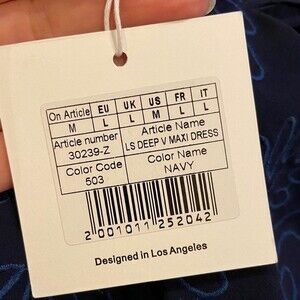 On Article EU UK US FR IT
M L L M L L
Article number Article Name
30239-Z LS DEEP V MAXI DRESS
Color Code Color Name
503 NAVY
2 001011 252042
Designed in Los Angeles